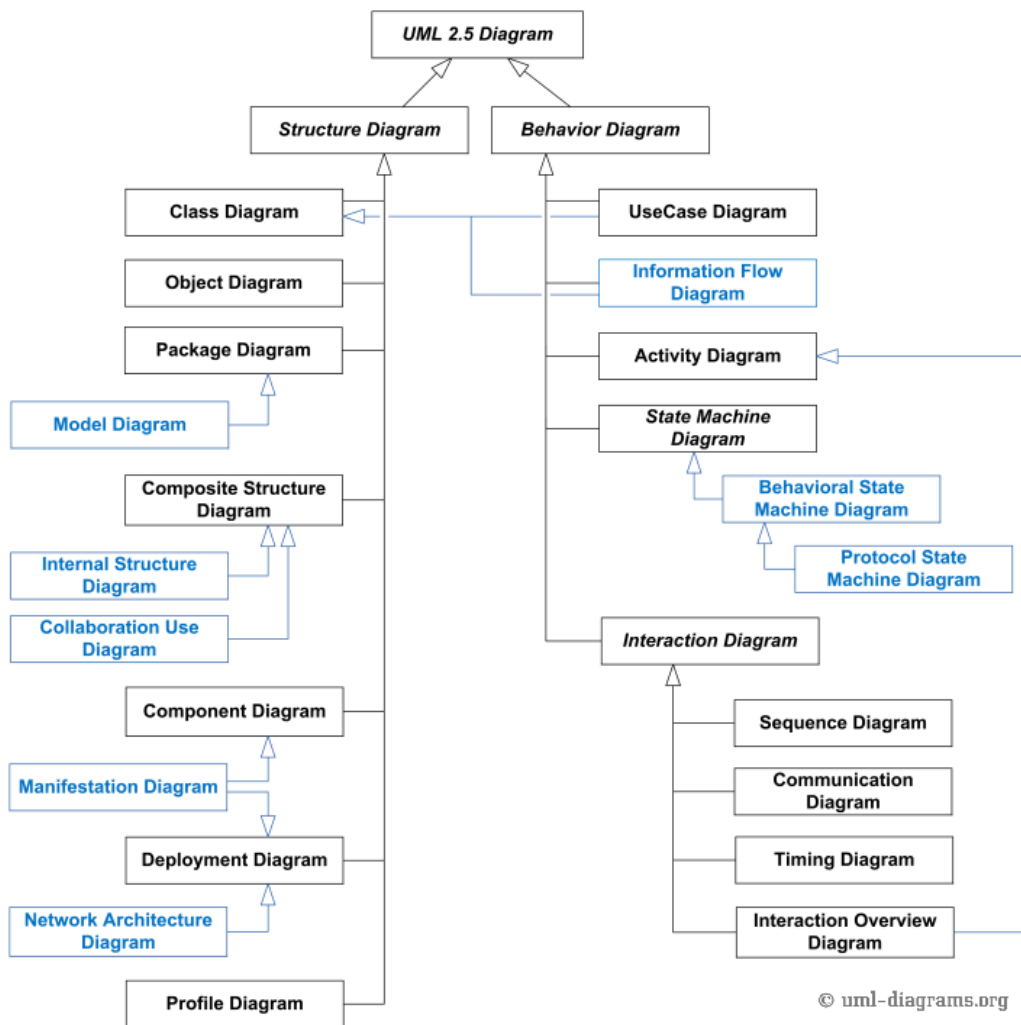 UML 2.5 Diagram
Structure Diagram
Behavior Diagram
Class Diagram
UseCase Diagram
Object Diagram
Information Flow
Diagram
Package Diagram
Activity Diagram
Model Diagram
State Machine
Diagram
Composite Structure
Diagram
Behavioral State
Machine Diagram
Internal Structure
Diagram
Protocol State
Machine Diagram
Collaboration Use
Diagram
Interaction Diagram
Component Diagram
Sequence Diagram
Manifestation Diagram
Communication
Diagram
Deployment Diagram
Timing Diagram
Network Architecture
Diagram
Interaction Overview
Diagram
Profile Diagram
© uml-diagrams.org